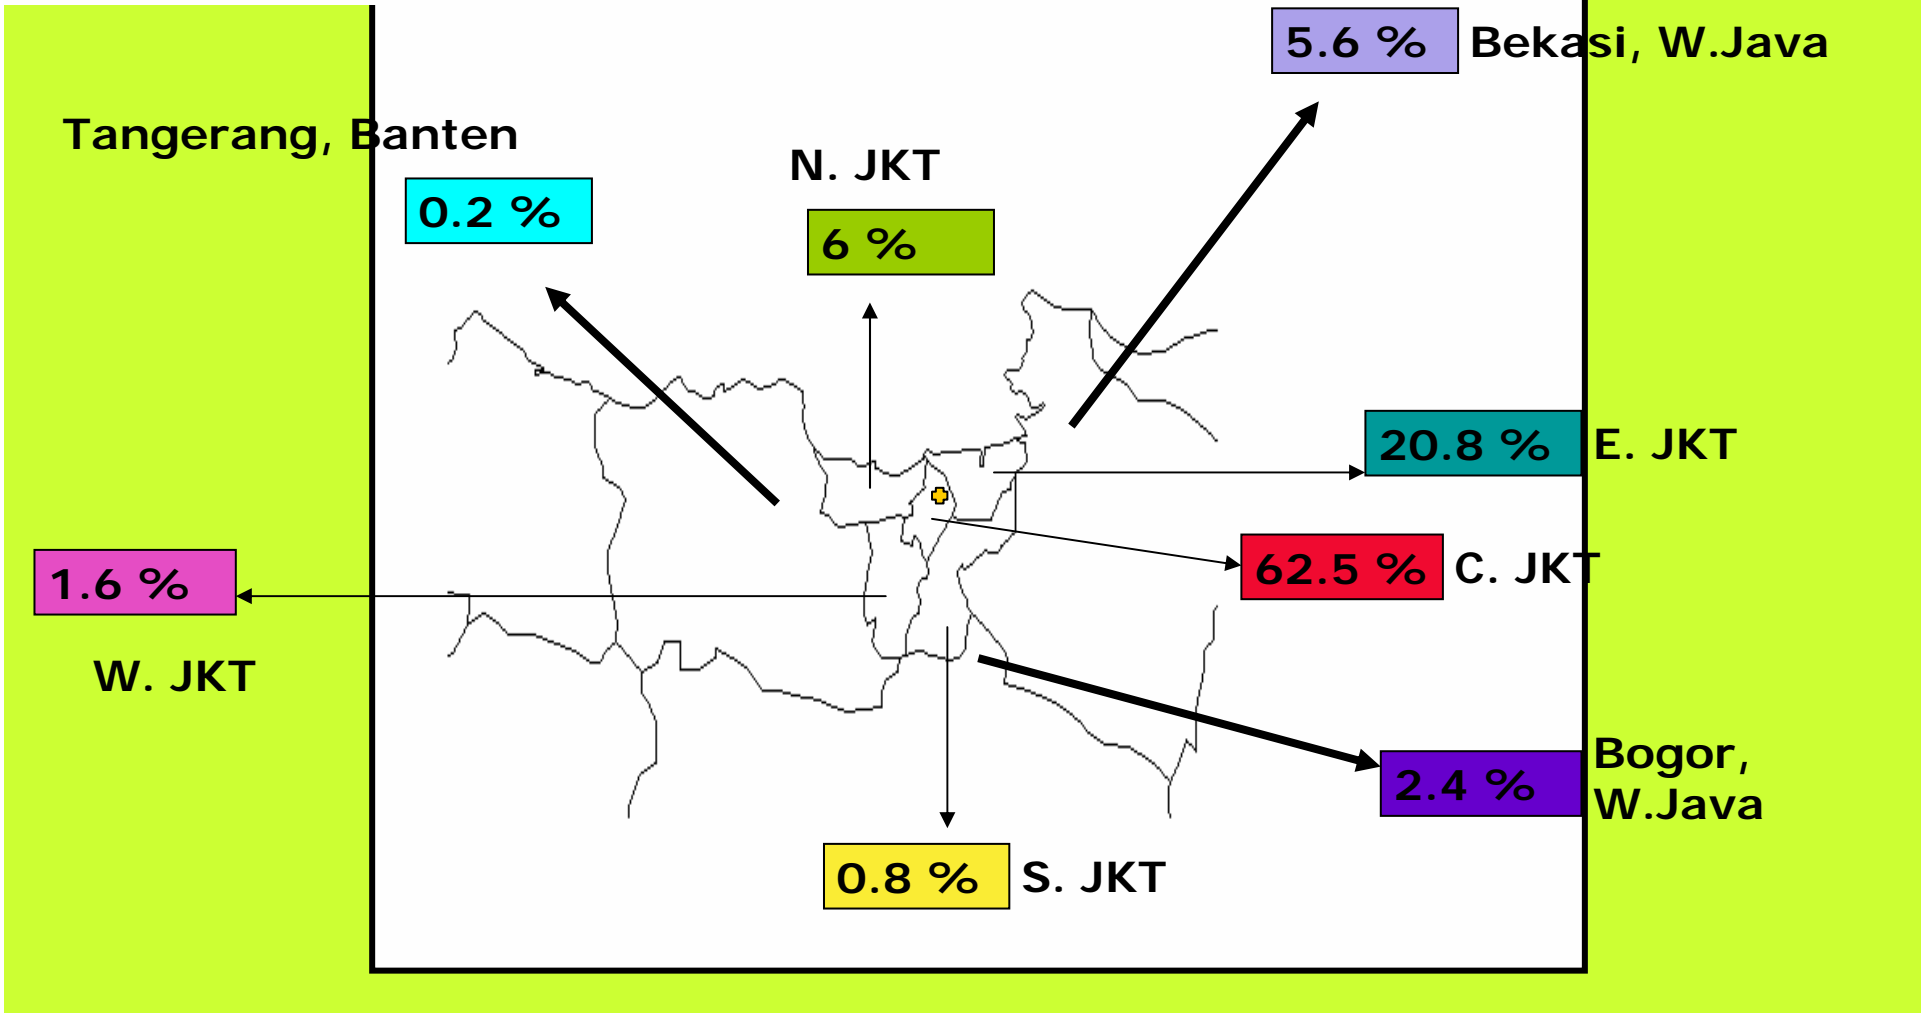 5.6 % Bekasi, W.Java
Tangerang, Banten
0.2 %
N. JKT
6 %
20.8 % E. JKT
62.5 % C. JKT
1.6 %
W. JKT
Bogor,
W.Java
2.4 %
0.8 % S. JKT